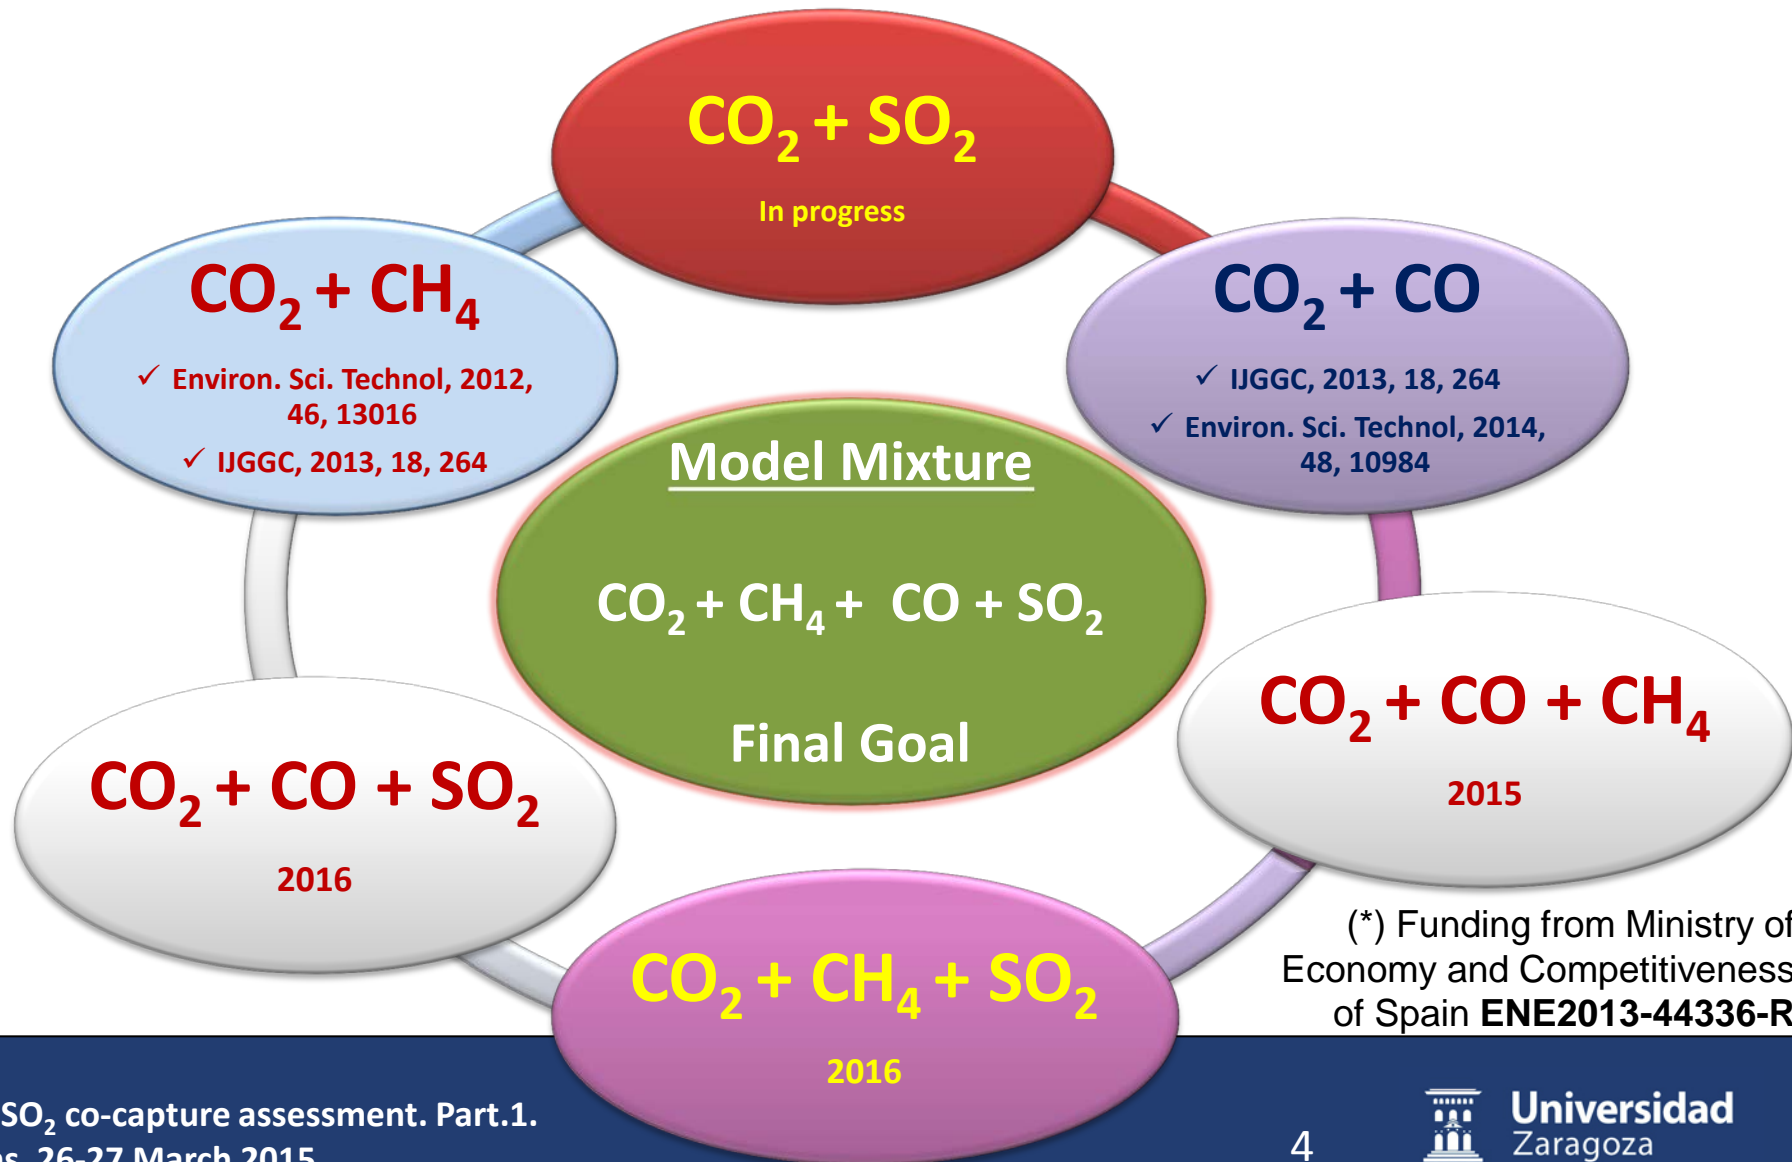 CO₂ + SO₂
In progress
CO₂ + CH₄
✓ Environ. Sci. Technol, 2012,
46, 13016
✓ IJGGC, 2013, 18, 264
CO₂ + CO
✓ IJGGC, 2013, 18, 264
✓ Environ. Sci. Technol, 2014,
48, 10984
Model Mixture
CO₂ + CH₄ + CO + SO₂
Final Goal
CO₂ + CO + CH₄
2015
CO₂ + CO + SO₂
2016
CO₂ + CH₄ + SO₂
2016
(*) Funding from Ministry of
Economy and Competitiveness
of Spain ENE2013-44336-R
SO₂ co-capture assessment. Part.1.
26-27 March 2015
4
Universidad
Zaragoza